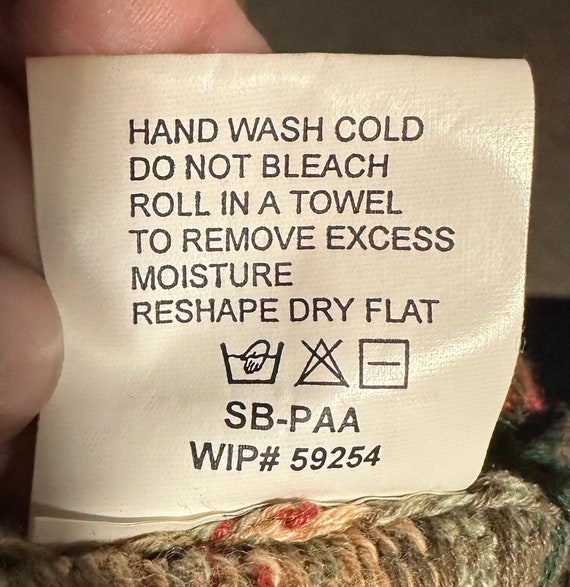 HAND WASH COLD
DO NOT BLEACH
ROLL IN A TOWEL
TO REMOVE EXCESS
MOISTURE
RESHAPE DRY FLAT
SB-PAA
WIP# 59254